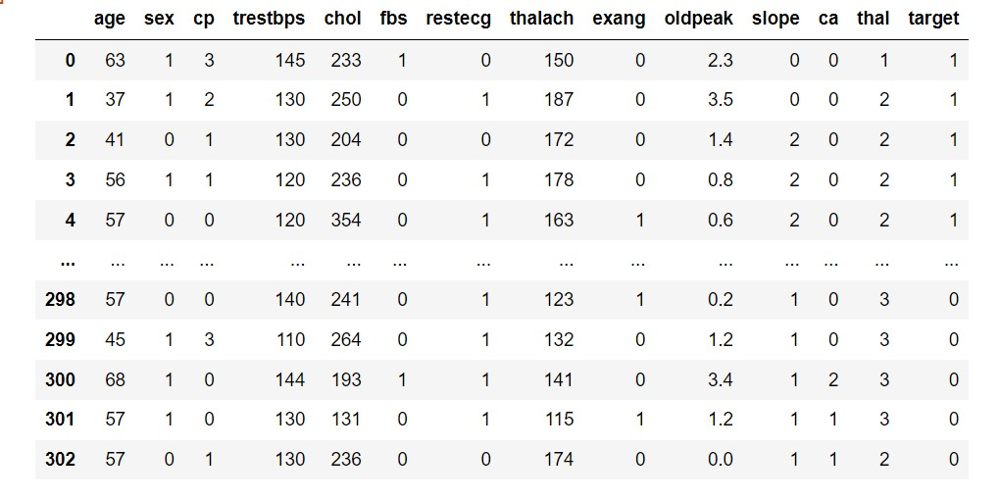 age sex cp trestbps chol fbs restecg thalach exang oldpeak slope ca thal target
0 63 1 3 145 233 1 0 150 0 2.3 0 0 1 1
1 37 1 2 130 250 0 1 187 0 3.5 0 0 2 1
2 41 0 1 130 204 0 0 172 0 1.4 2 0 2 1
3 56 1 1 120 236 0 1 178 0 0.8 2 0 2 1
4 57 0 0 120 354 0 1 163 1 0.6 2 0 2 1
... ... ... ... ... ... ... ... ... ... ... ... ... ... ...
298 57 0 0 140 241 0 1 123 1 0.2 1 0 3 0
299 45 1 3 110 264 0 1 132 0 1.2 1 0 3 0
300 68 1 0 144 193 1 1 141 0 3.4 1 2 3 0
301 57 1 0 130 131 0 1 115 1 1.2 1 1 3 0
302 57 0 1 130 236 0 0 174 0 0.0 1 1 2 0